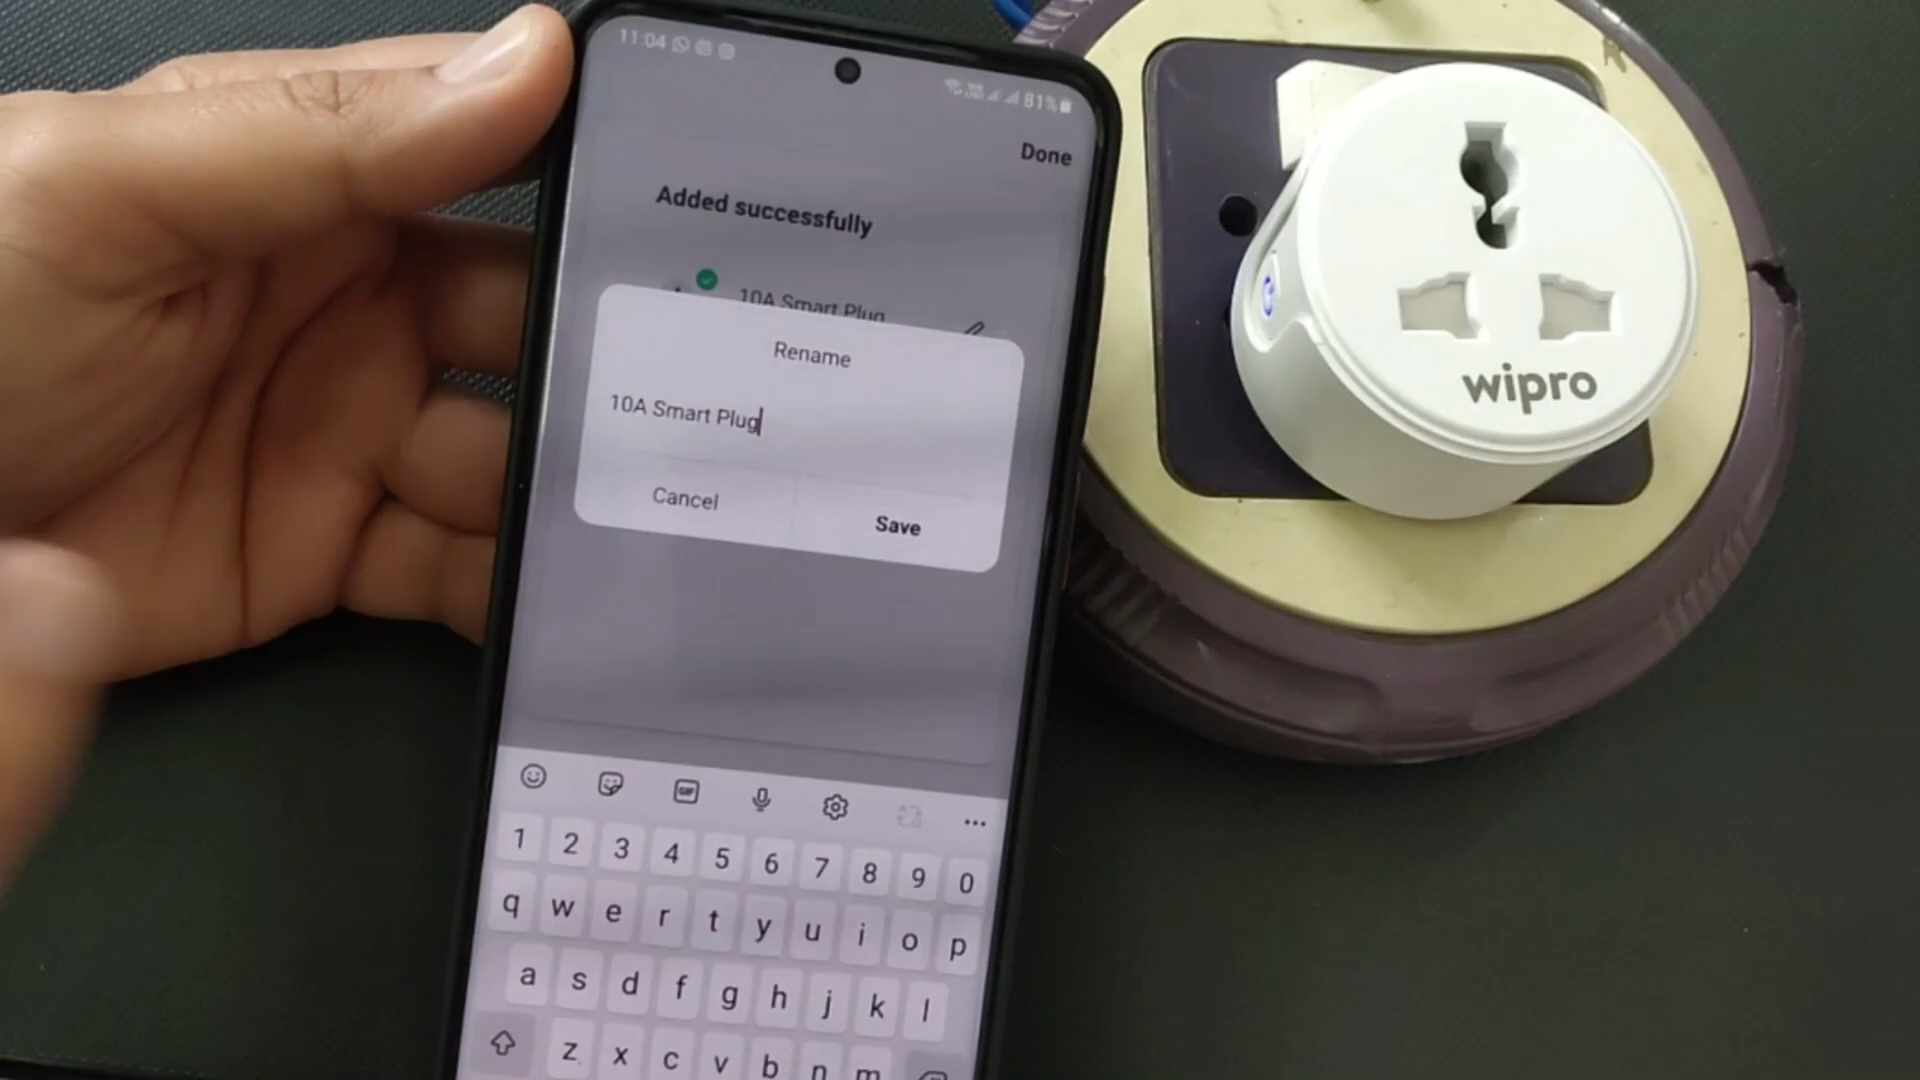 11:04
81%
Done
Added successfully
10A Smart Plug
Rename
10A Smart Plug
Cancel
Save
GIF
1 2 3 4 5 6 7 8 9 0
q w e r t y u i o p
a s d f g h j k l
z x c v b n m
wipro